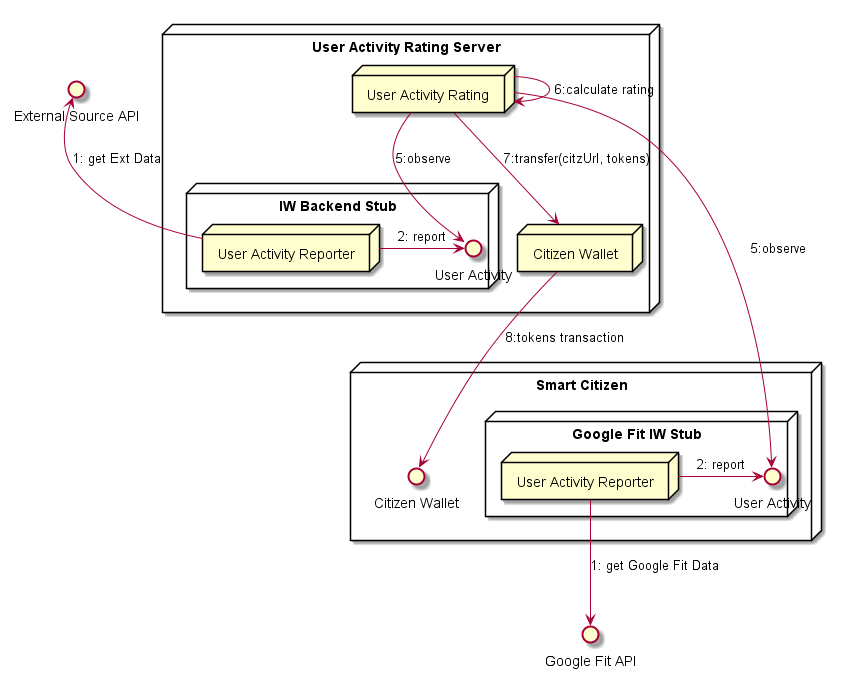 User Activity Rating Server
User Activity Rating
6:calculate rating
External Source API
1: get Ext Data
5:observe
7:transfer(citzUrl, tokens)
IW Backend Stub
User Activity Reporter
2: report
User Activity
Citizen Wallet
5:observe
8:tokens transaction
Smart Citizen
Google Fit IW Stub
User Activity Reporter
2: report
User Activity
Citizen Wallet
1: get Google Fit Data
Google Fit API